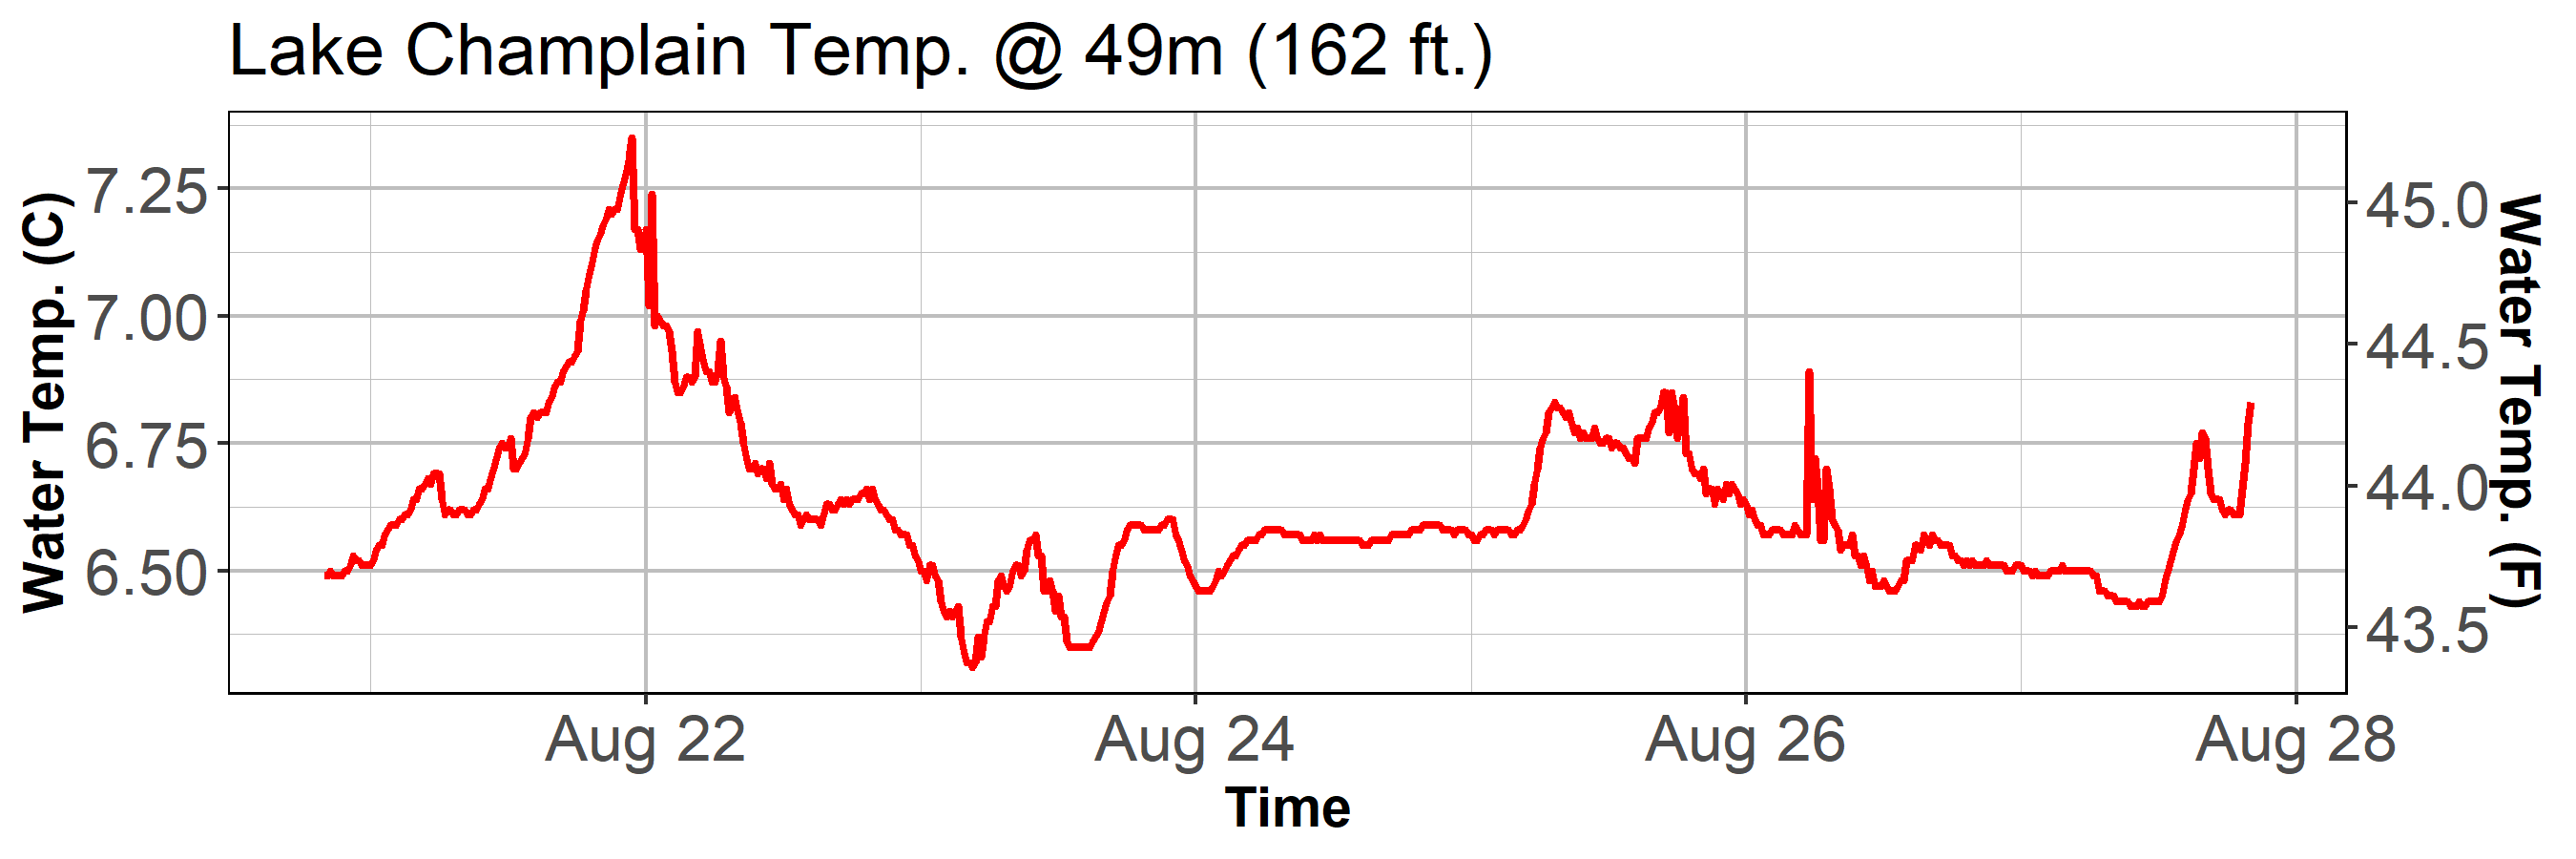 Lake Champlain Temp. @ 49m (162 ft.)
Water Temp. (C)
7.25
7.00
6.75
6.50
45.0
44.5
44.0
43.5
Water Temp. (F)
Aug 22
Aug 24
Aug 26
Aug 28
Time